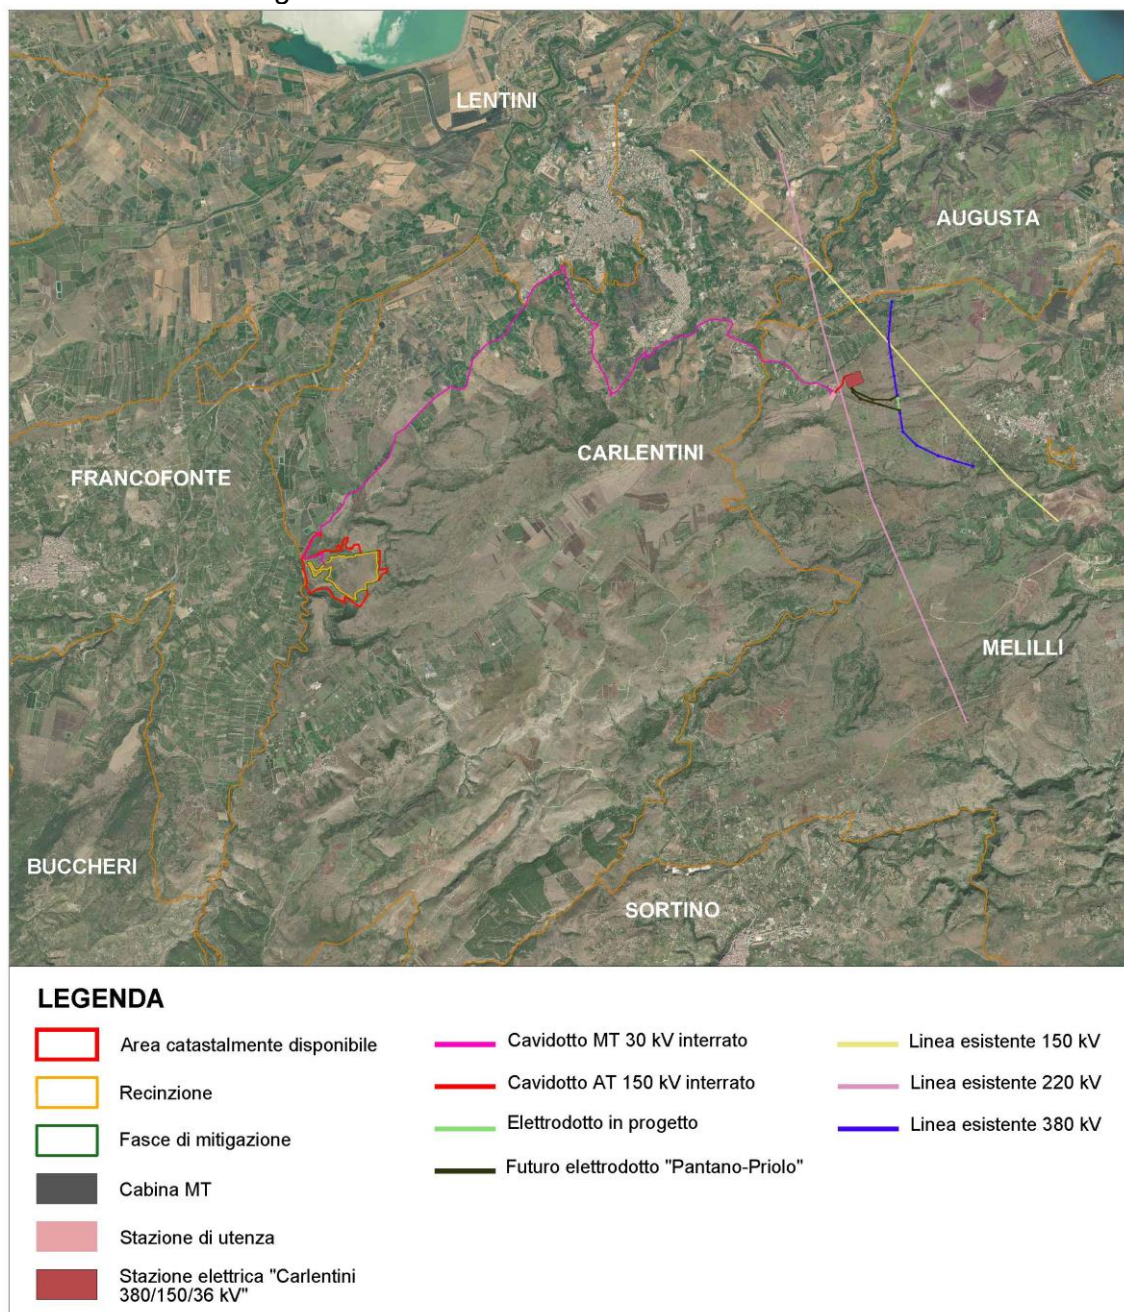 LENTINI
AUGUSTA
CARLENTINI
FRANCOFONTE
MELILLI
BUCCHERI
SORTINO
LEGENDA
Area catastalmente disponibile
Recinzione
Fasce di mitigazione
Cabina MT
Stazione di utenza
Stazione elettrica "Carlentini
380/150/36 kV"
Cavidotto MT 30 kV interrato
Cavidotto AT 150 kV interrato
Elettrodotto in progetto
Futuro elettrodotto "Pantano-Priolo"
Linea esistente 150 kV
Linea esistente 220 kV
Linea esistente 380 kV